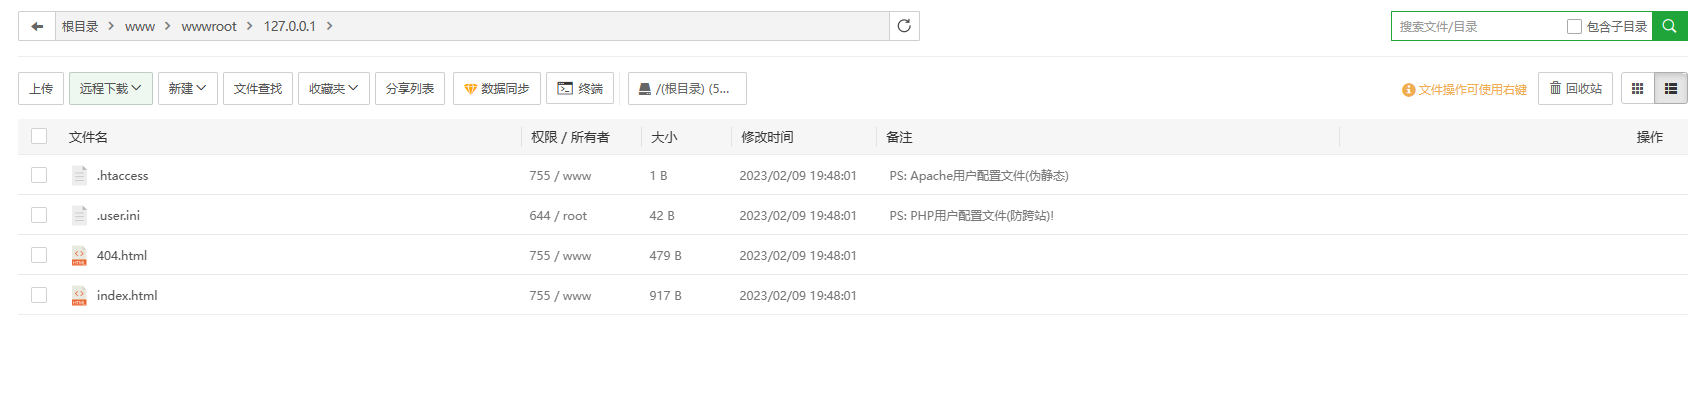 根目录 www wwwroot 127.0.0.1 搜索文件/目录 包含子目录
上传 远程下载 新建 文件查找 收藏夹 分享列表 数据同步 终端 /(根目录) (5... 文件操作可使用右键 回收站
文件名 权限 / 所有者 大小 修改时间 备注 操作
.htaccess 755 / www 1 B 2023/02/09 19:48:01 PS: Apache用户配置文件(伪静态)
.user.ini 644 / root 42 B 2023/02/09 19:48:01 PS: PHP用户配置文件(防跨站)!
HTML 404.html 755 / www 479 B 2023/02/09 19:48:01
HTML index.html 755 / www 917 B 2023/02/09 19:48:01